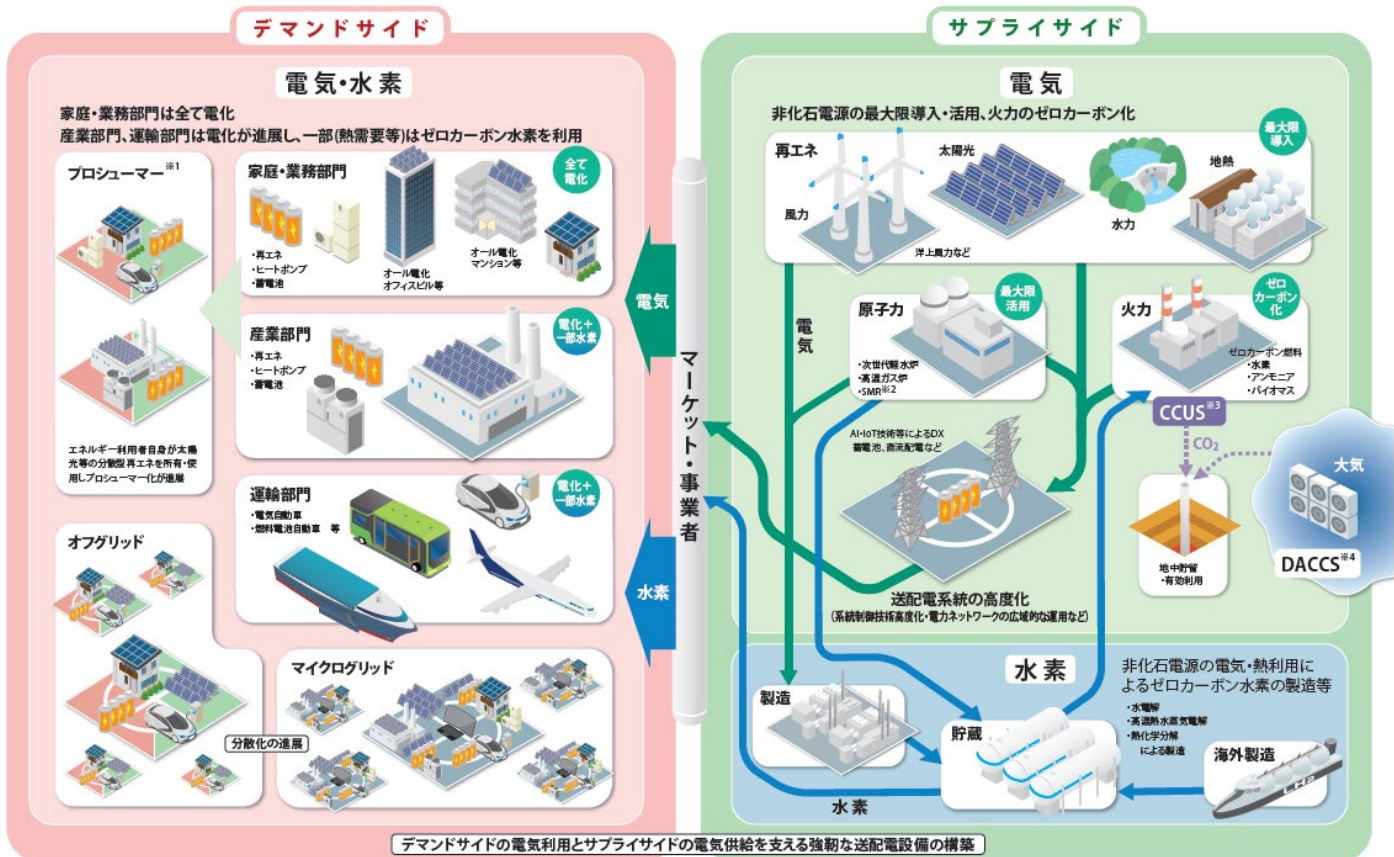 デマンドサイド
電気・水素
家庭・業務部門は全て電化
産業部門、運輸部門は電化が進展し、一部(熱需要等)はゼロカーボン水素を利用
プロシューマー※1
エネルギー利用者自身が太陽
光等の分散型再エネを所有・使
用しプロシューマー化が進展
家庭・業務部門
全て
電化
・再エネ
・ヒートポンプ
・蓄電池
オール電化
オフィスビル等
オール電化
マンション等
産業部門
電化＋
一部水素
・再エネ
・ヒートポンプ
・蓄電池
運輸部門
電化＋
一部水素
・電気自動車
・燃料電池自動車 等
オフグリッド
マイクログリッド
分散化の進展
電気
水素
マーケット・事業者
サプライサイド
電気
非化石電源の最大限導入・活用、火力のゼロカーボン化
再エネ
最大限
導入
風力
太陽光
水力
地熱
洋上風力など
電気
原子力
最大限
活用
・次世代軽水炉
・高温ガス炉
・SMR※2
火力
ゼロ
カーボン
化
ゼロカーボン燃料
・水素
・アンモニア
・バイオマス
CCUS※3
CO2
大気
DACCS※4
地中貯留
・有効利用
AI・IoT技術等によるDX
蓄電池、直流配電など
送配電系統の高度化
(系統制御技術高度化・電力ネットワークの広域的な運用など)
水素
非化石電源の電気・熱利用に
よるゼロカーボン水素の製造等
・水電解
・高温熱水蒸気電解
・熱化学分解
による製造
製造
貯蔵
海外製造
LH2
水素
デマンドサイドの電気利用とサプライサイドの電気供給を支える強靭な送配電設備の構築